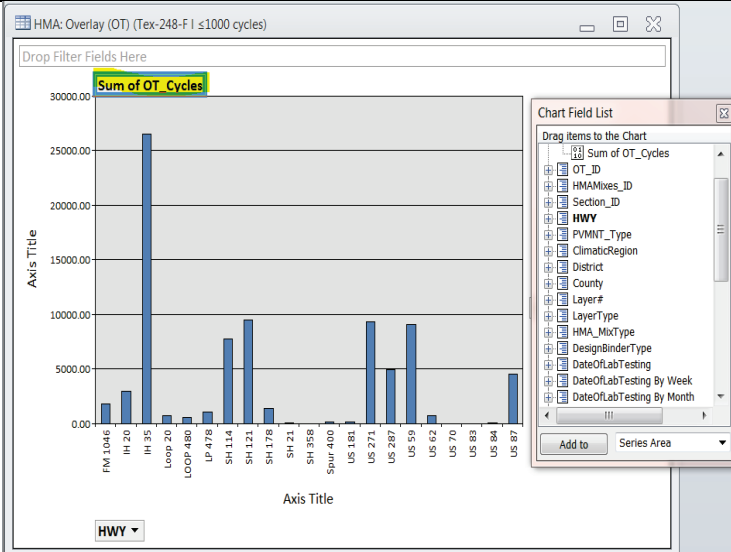 HMA: Overlay (OT) (Tex-248-F I ≤1000 cycles)
Drop Filter Fields Here
Sum of OT_Cycles
30000.00
25000.00
20000.00
15000.00
10000.00
5000.00
0.00
Axis Title
FM 1046
IH 20
IH 35
Loop 20
LOOP 480
LP 478
SH 114
SH 121
SH 178
SH 21
SH 358
Spur 400
US 181
US 271
US 287
US 59
US 62
US 70
US 83
US 84
US 87
Axis Title
HWY
Chart Field List
Drag items to the Chart
Sum of OT_Cycles
OT_ID
HMAMixes_ID
Section_ID
HWY
PVMNT_Type
ClimaticRegion
District
County
Layer#
LayerType
HMA_MixType
DesignBinderType
DateOfLabTesting
DateOfLabTesting By Week
DateOfLabTesting By Month
Add to
Series Area